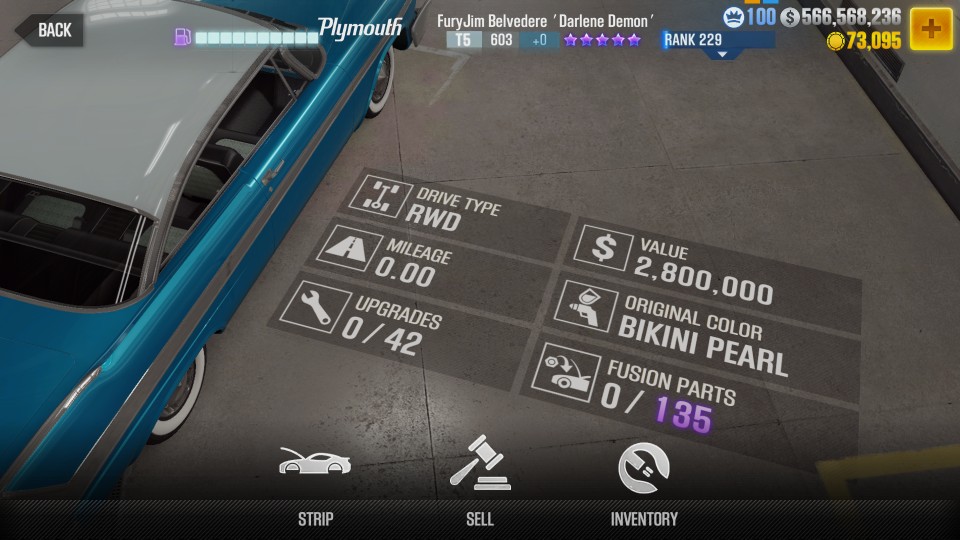 BACK
Plymouth
FuryJim Belvedere 'Darlene Demon'
T5 603 +0
RANK 229
100 $ 566,568,236
73,095
DRIVE TYPE
RWD
MILEAGE
0.00
UPGRADES
0/42
$ VALUE
2,800,000
ORIGINAL COLOR
BIKINI PEARL
FUSION PARTS
0/135
STRIP
SELL
INVENTORY